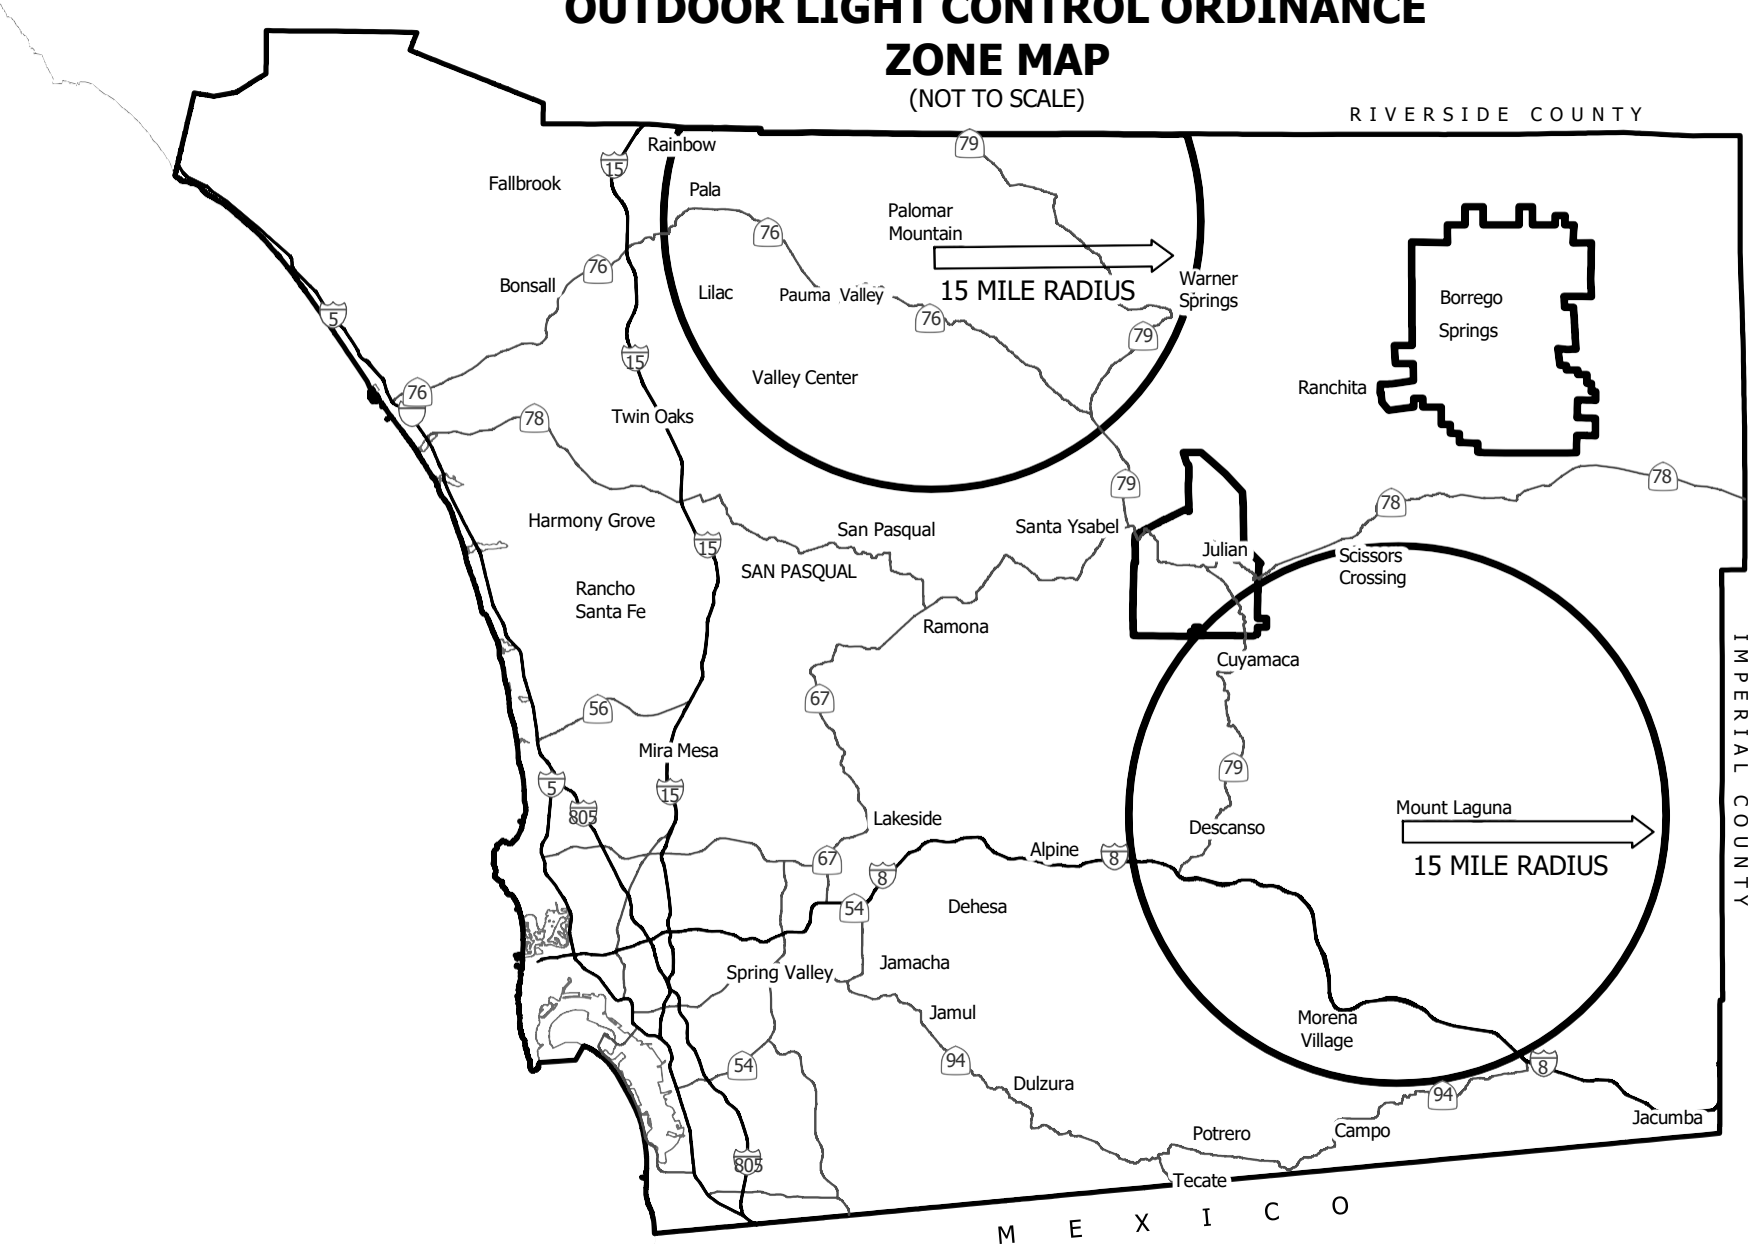 OUTDOOR LIGHT CONTROL ORDINANCE
ZONE MAP
(NOT TO SCALE)
RIVERSIDE COUNTY
79
Rainbow
15
Fallbrook
Pala
Palomar
Mountain
76
76
Bonsall
Lilac
Pauma Valley
15 MILE RADIUS
Warner
Springs
Borrego
Springs
5
76
79
15
Valley Center
Ranchita
76
Twin Oaks
78
79
78
78
Harmony Grove
San Pasqual
Santa Ysabel
15
Julian
Scissors
Crossing
SAN PASQUAL
Rancho
Santa Fe
Ramona
IMPERIAL COUNTY
Cuyamaca
67
56
Mira Mesa
79
5
15
805
Mount Laguna
Lakeside
Descanso
15 MILE RADIUS
Alpine
8
67
8
54
Dehesa
Spring Valley
Jamacha
Jamul
Morena
Village
54
94
8
Dulzura
94
Jacumba
Potrero
Campo
805
Tecate
MEXICO